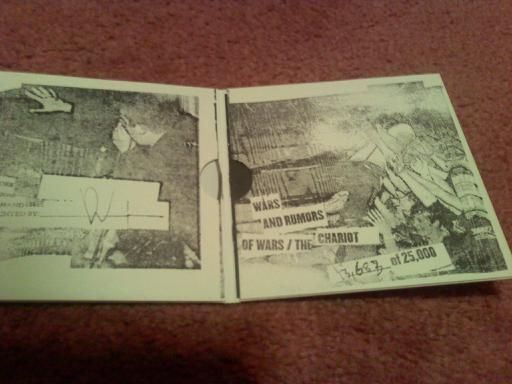 WARS
AND RUMORS
OF WARS / THE CHARIOT
3,683 of 25,000